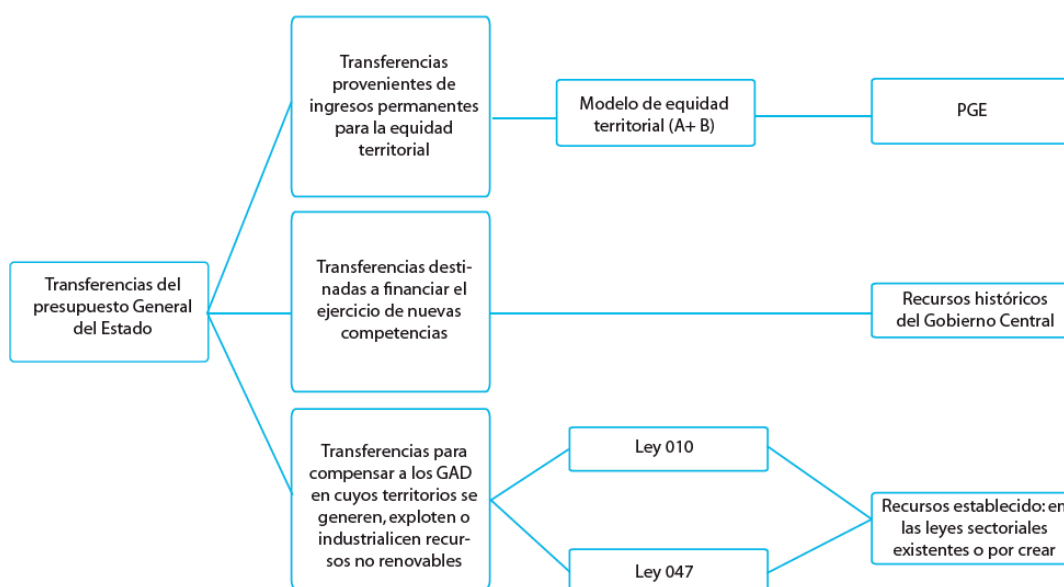 Transferencias
provenientes de
ingresos permanentes
para la equidad
territorial
Modelo de equidad
territorial (A+ B)
PGE
Transferencias del
presupuesto General
del Estado
Transferencias desti-
nadas a financiar el
ejercicio de nuevas
competencias
Recursos históricos
del Gobierno Central
Transferencias para
compensar a los GAD
en cuyos territorios se
generen, exploten o
industrialicen recur-
sos no renovables
Ley 010
Ley 047
Recursos establecido: en
las leyes sectoriales
existentes o por crear